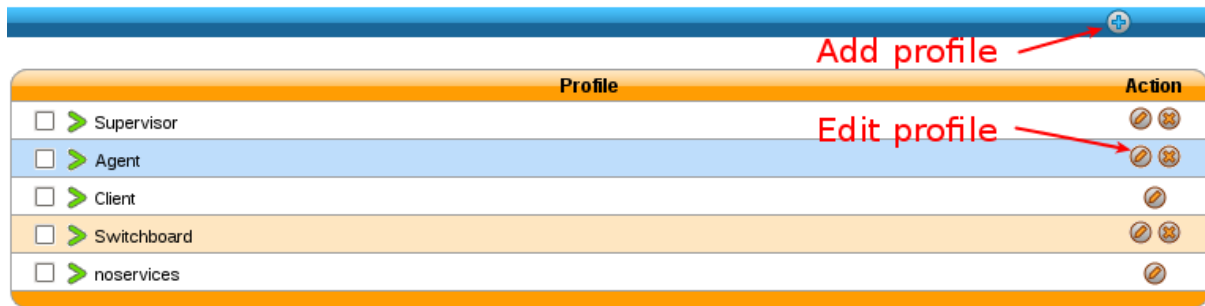 Add profile
Profile Action
Supervisor
Edit profile
Agent
Client
Switchboard
noservices